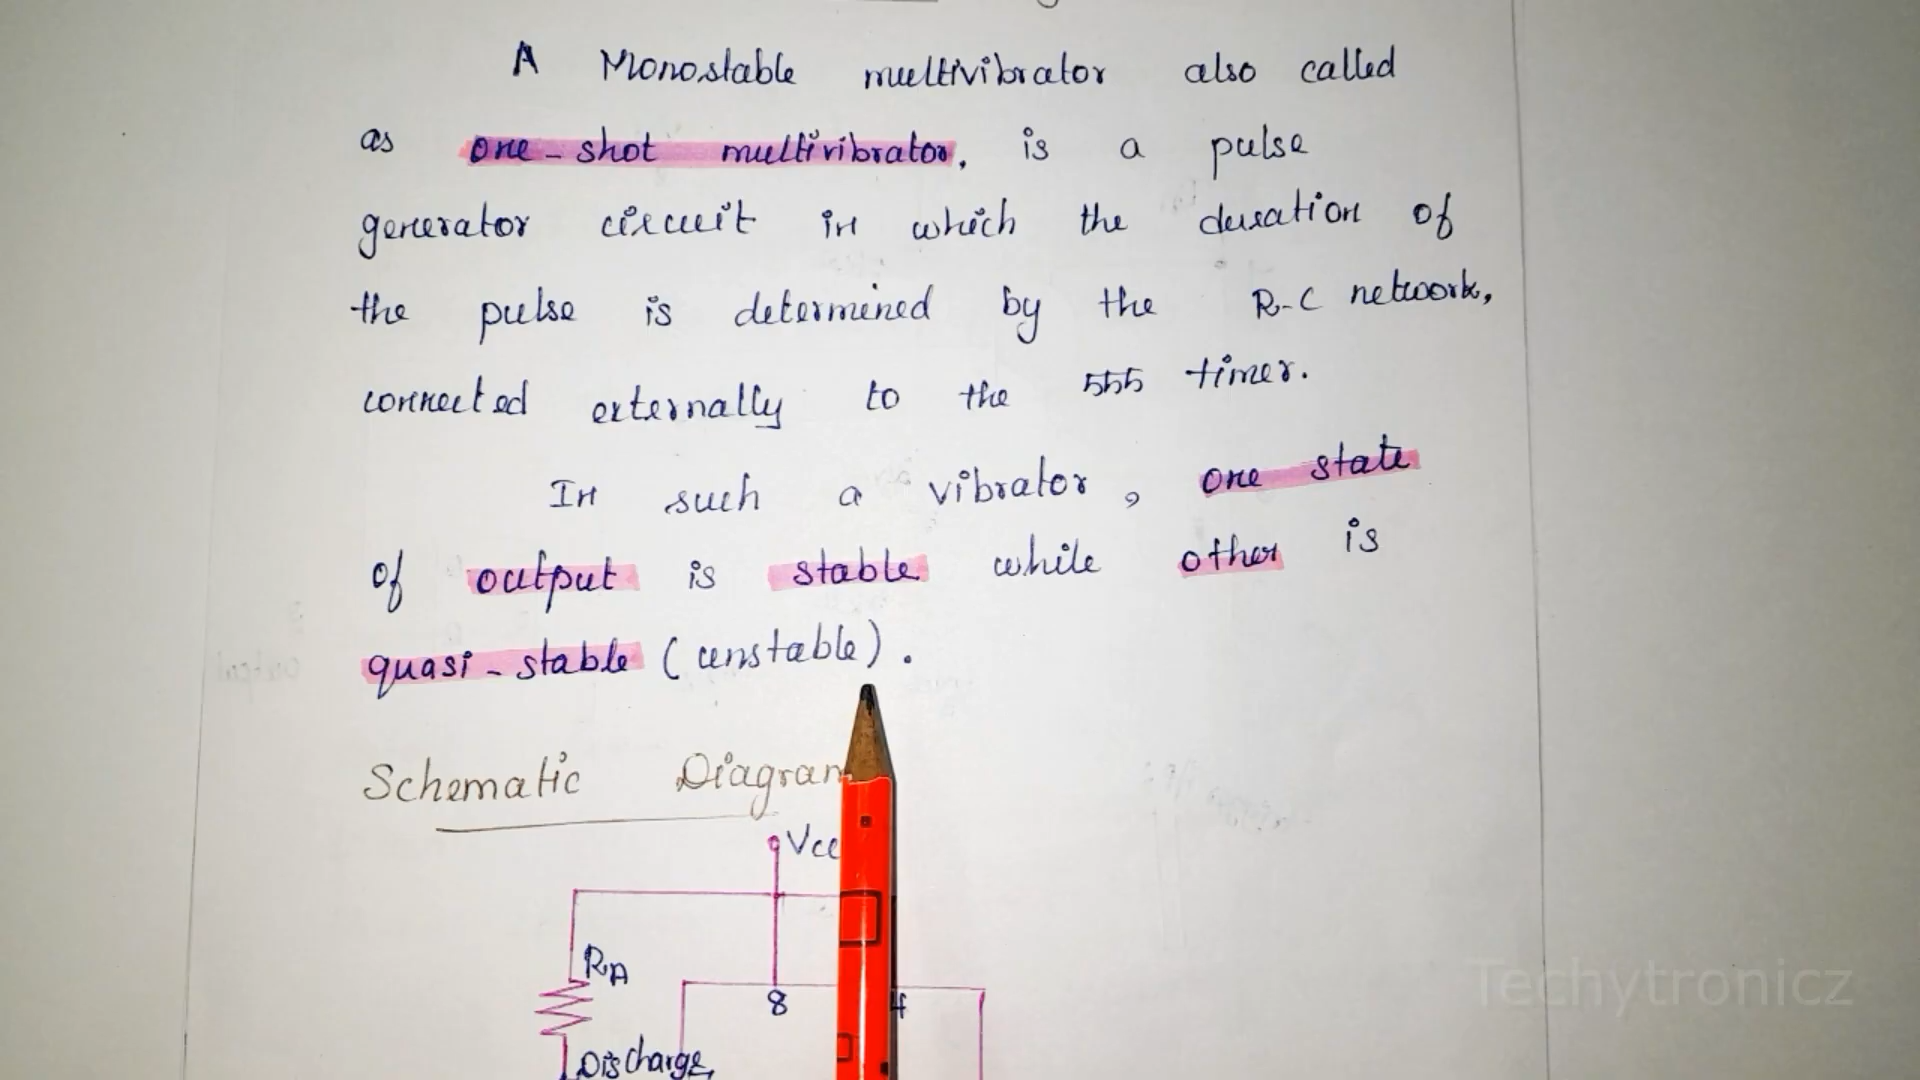 A Monostable multivibrator also called
as one-shot multivibrator, is a pulse
generator circuit in which the duration of
the pulse is determined by the R-C network,
connected externally to the 555 timer.
In such a vibrator, one state
of output is stable while other is
quasi-stable (unstable).
Schematic Diagram
Vcc
RA
8 4
Discharge,
Techytronicz